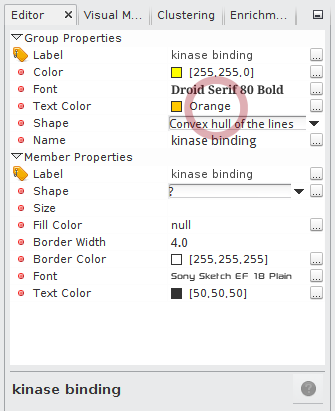 Editor × Visual M... Clustering Enrichm...
Group Properties
Label kinase binding ...
Color [255,255,0] ...
Font Droid Serif 80 Bold ...
Text Color Orange ...
Shape Convex hull of the lines
Name kinase binding ...
Member Properties
Label kinase binding ...
Shape ? ...
Size
Fill Color null ...
Border Width 4.0 ...
Border Color [255,255,255] ...
Font Sony Sketch EF 18 Plain ...
Text Color [50,50,50] ...
kinase binding ?